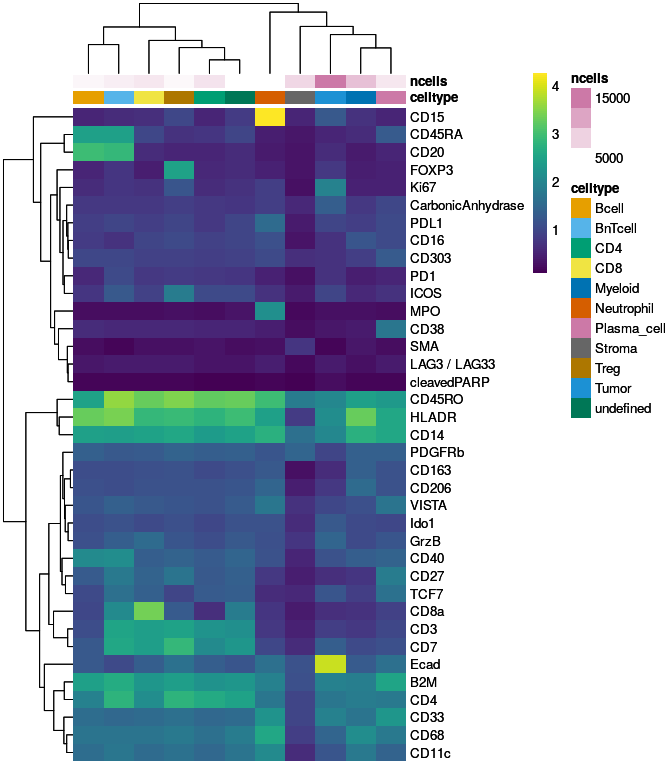 ncells
celltype
CD15
CD45RA
CD20
FOXP3
Ki67
CarbonicAnhydrase
PDL1
CD16
CD303
PD1
ICOS
MPO
CD38
SMA
LAG3 / LAG33
cleavedPARP
CD45RO
HLADR
CD14
PDGFRb
CD163
CD206
VISTA
Ido1
GrzB
CD40
CD27
TCF7
CD8a
CD3
CD7
Ecad
B2M
CD4
CD33
CD68
CD11c
4
3
2
1
ncells
15000
5000
celltype
Bcell
BnTcell
CD4
CD8
Myeloid
Neutrophil
Plasma_cell
Stroma
Treg
Tumor
undefined